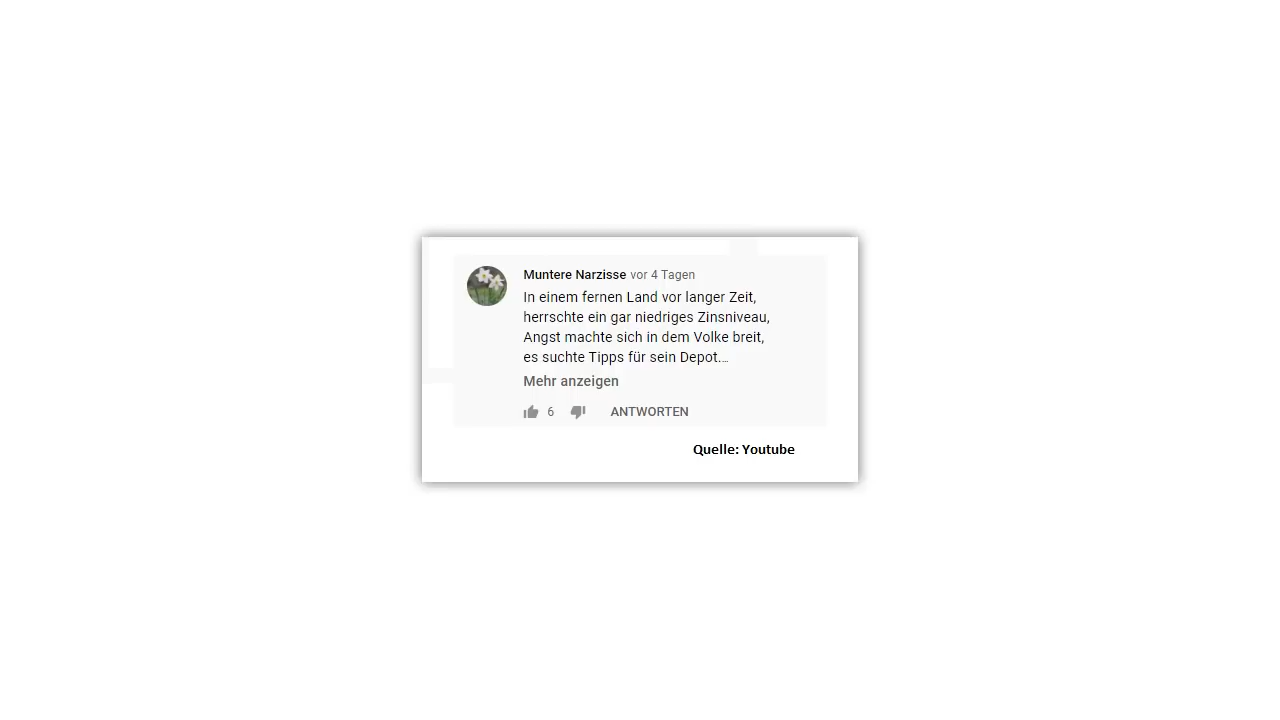 Muntere Narzisse vor 4 Tagen
In einem fernen Land vor langer Zeit,
herrschte ein gar niedriges Zinsniveau,
Angst machte sich in dem Volke breit,
es suchte Tipps für sein Depot....
Mehr anzeigen
6 ANTWORTEN
Quelle: Youtube